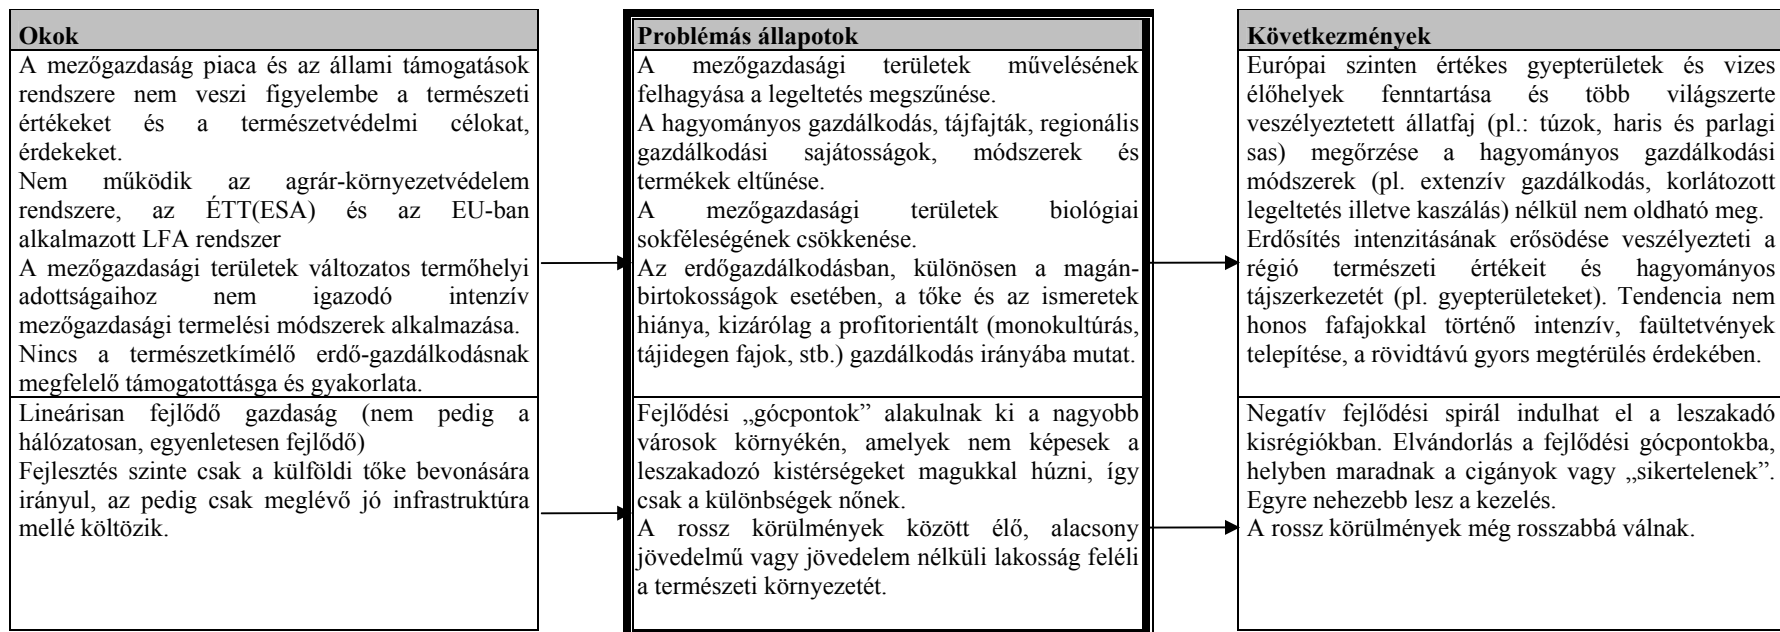 Okok
A mezőgazdaság piaca és az állami támogatások
rendszere nem veszi figyelembe a természeti
értékeket és a természetvédelmi célokat,
érdekeket.
Nem működik az agrár-környezetvédelem
rendszere, az ÉTT(ESA) és az EU-ban
alkalmazott LFA rendszer
A mezőgazdasági területek változatos termőhelyi
adottságaihoz nem igazodó intenzív
mezőgazdasági termelési módszerek alkalmazása.
Nincs a természetkímélő erdő-gazdálkodásnak
megfelelő támogatottásga és gyakorlata.
Lineárisan fejlődő gazdaság (nem pedig a
hálózatosan, egyenletesen fejlődő)
Fejlesztés szinte csak a külföldi tőke bevonására
irányul, az pedig csak meglévő jó infrastruktúra
mellé költözik.
Problémás állapotok
A mezőgazdasági területek művelésének
felhagyása a legeltetés megszűnése.
A hagyományos gazdálkodás, tájfajták, regionális
gazdálkodási sajátosságok, módszerek és
termékek eltűnése.
A mezőgazdasági területek biológiai
sokféleségének csökkenése.
Az erdőgazdálkodásban, különösen a magán-
birtokosságok esetében, a tőke és az ismeretek
hiánya, kizárólag a profitorientált (monokultúrás,
tájidegen fajok, stb.) gazdálkodás irányába mutat.
Fejlődési „gócpontok” alakulnak ki a nagyobb
városok környékén, amelyek nem képesek a
leszakadozó kistérségeket magukkal húzni, így
csak a különbségek nőnek.
A rossz körülmények között élő, alacsony
jövedelmű vagy jövedelem nélküli lakosság feléli
a természeti környezetét.
Következmények
Európai szinten értékes gyepterületek és vizes
élőhelyek fenntartása és több világszerte
veszélyeztetett állatfaj (pl.: túzok, haris és parlagi
sas) megőrzése a hagyományos gazdálkodási
módszerek (pl. extenzív gazdálkodás, korlátozott
legeltetés illetve kaszálás) nélkül nem oldható meg.
Erdősítés intenzitásának erősödése veszélyezteti a
régió természeti értékeit és hagyományos
tájszerkezetét (pl. gyepterületeket). Tendencia nem
honos fafajokkal történő intenzív, faültetvények
telepítése, a rövidtávú gyors megtérülés érdekében.
Negatív fejlődési spirál indulhat el a leszakadó
kisrégiókban. Elvándorlás a fejlődési gócpontokba,
helyben maradnak a cigányok vagy „sikertelenek”.
Egyre nehezebb lesz a kezelés.
A rossz körülmények még rosszabbá válnak.